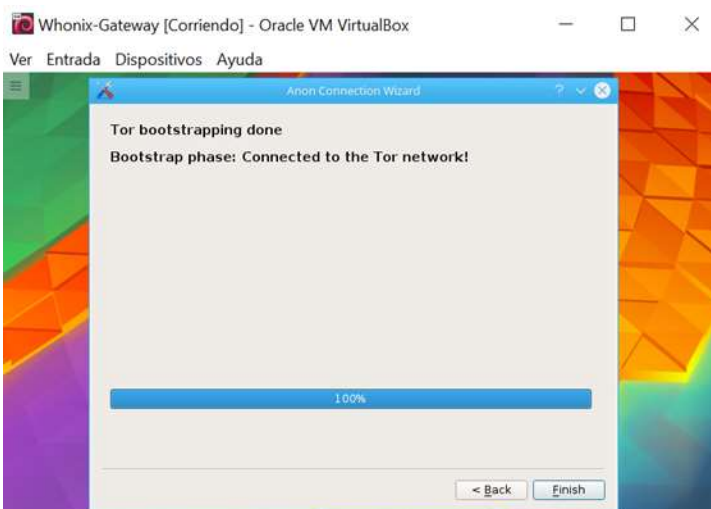 Whonix-Gateway [Corriendo] - Oracle VM VirtualBox
Ver Entrada Dispositivos Ayuda
Anon Connection Wizard
Tor bootstrapping done
Bootstrap phase: Connected to the Tor network!
100%
< Back Finish